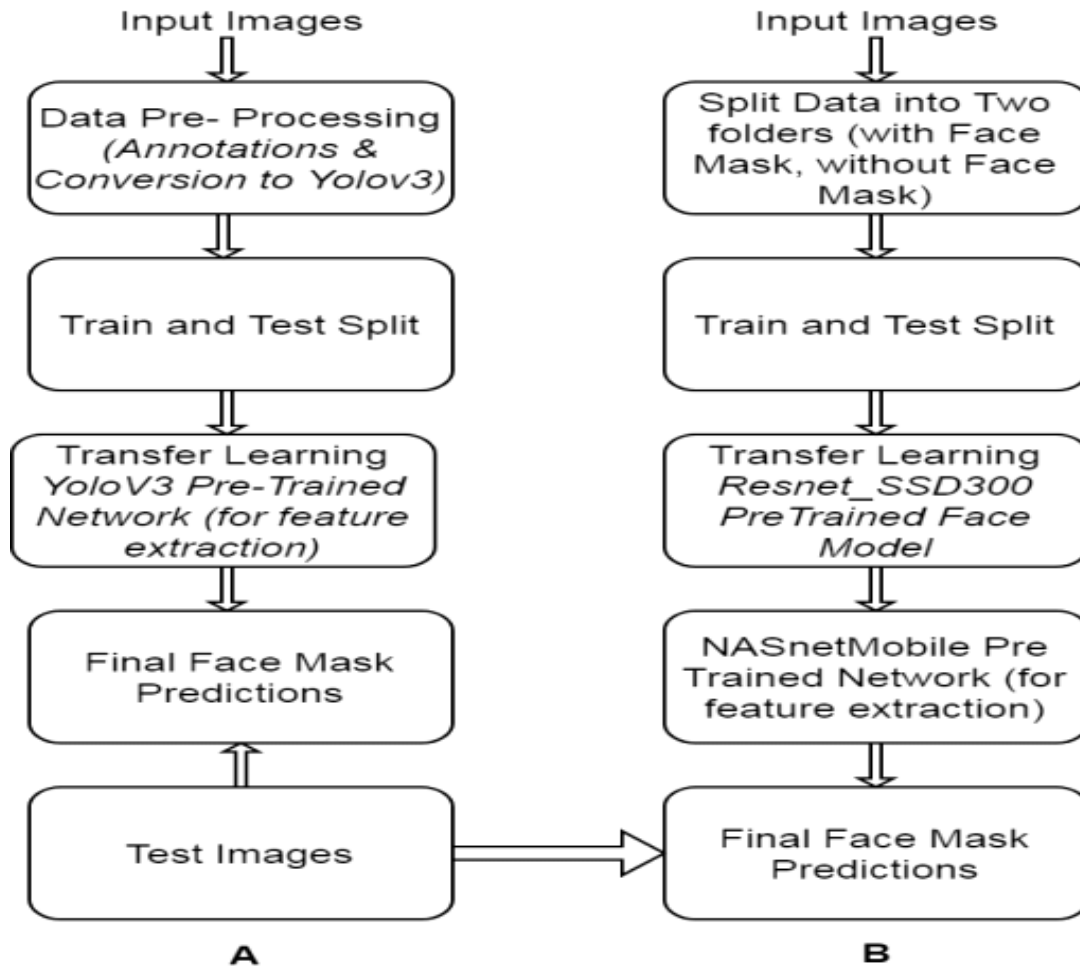 Input Images
Data Pre- Processing
(Annotations &
Conversion to Yolov3)
Train and Test Split
Transfer Learning
YoloV3 Pre-Trained
Network (for feature
extraction)
Final Face Mask
Predictions
Test Images
A
Input Images
Split Data into Two
folders (with Face
Mask, without Face
Mask)
Train and Test Split
Transfer Learning
Resnet_SSD300
PreTrained Face
Model
NASnetMobile Pre
Trained Network (for
feature extraction)
Final Face Mask
Predictions
B